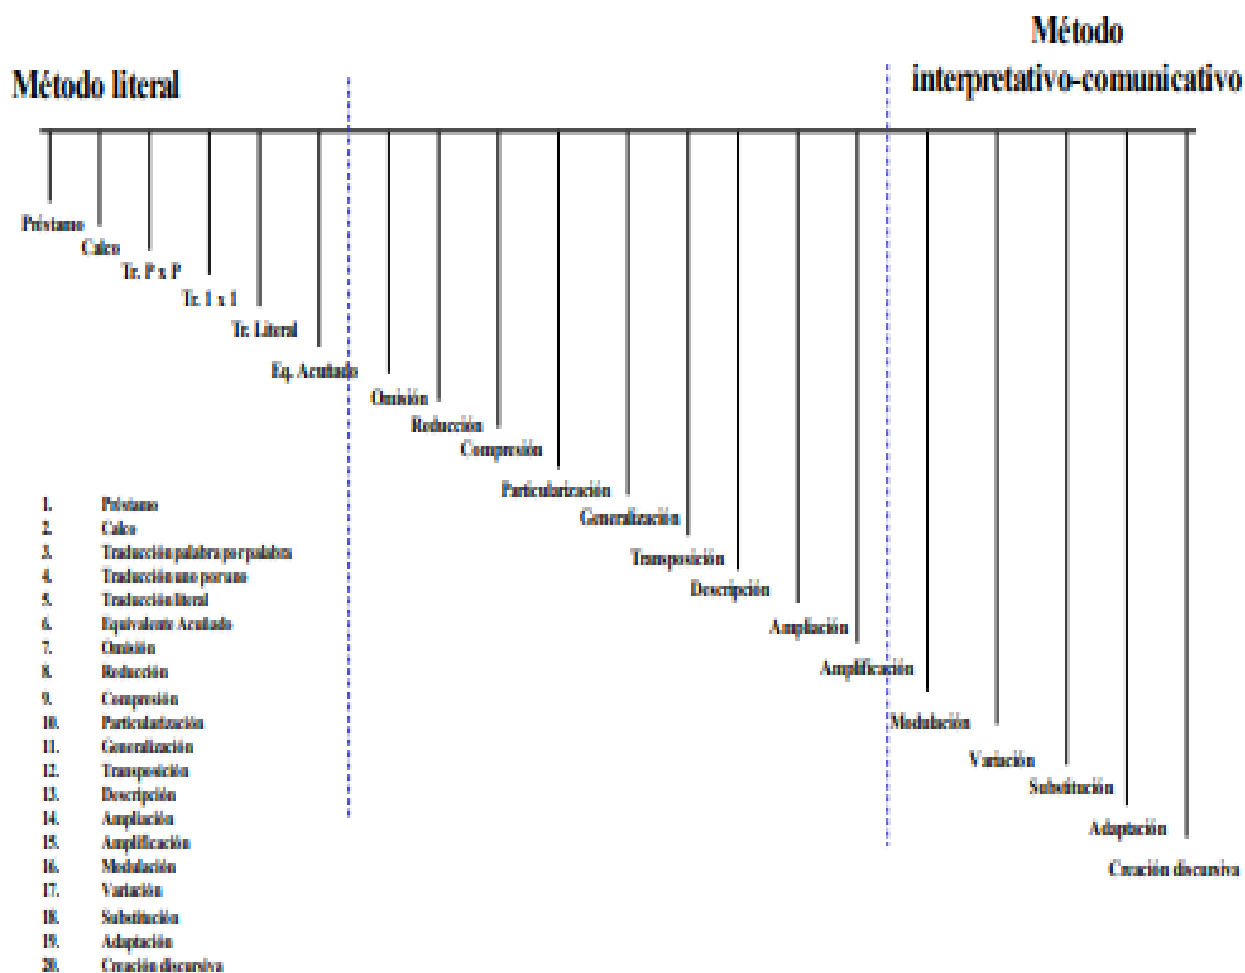 Método
interpretativo-comunicativo
Método literal
Préstamo
Calco
Tr. P x P
Tr. 1 x 1
Tr. Literal
Eq. Acuñado
Omisión
Reducción
Compresión
Particularización
Generalización
Transposición
Descripción
Ampliación
Amplificación
Modulación
Variación
Substitución
Adaptación
Creación discursiva
1. Préstamo
2. Calco
3. Traducción palabra por palabra
4. Traducción uno por uno
5. Traducción literal
6. Equivalente Acuñado
7. Omisión
8. Reducción
9. Compresión
10. Particularización
11. Generalización
12. Transposición
13. Descripción
14. Ampliación
15. Amplificación
16. Modulación
17. Variación
18. Substitución
19. Adaptación
20. Creación discursiva